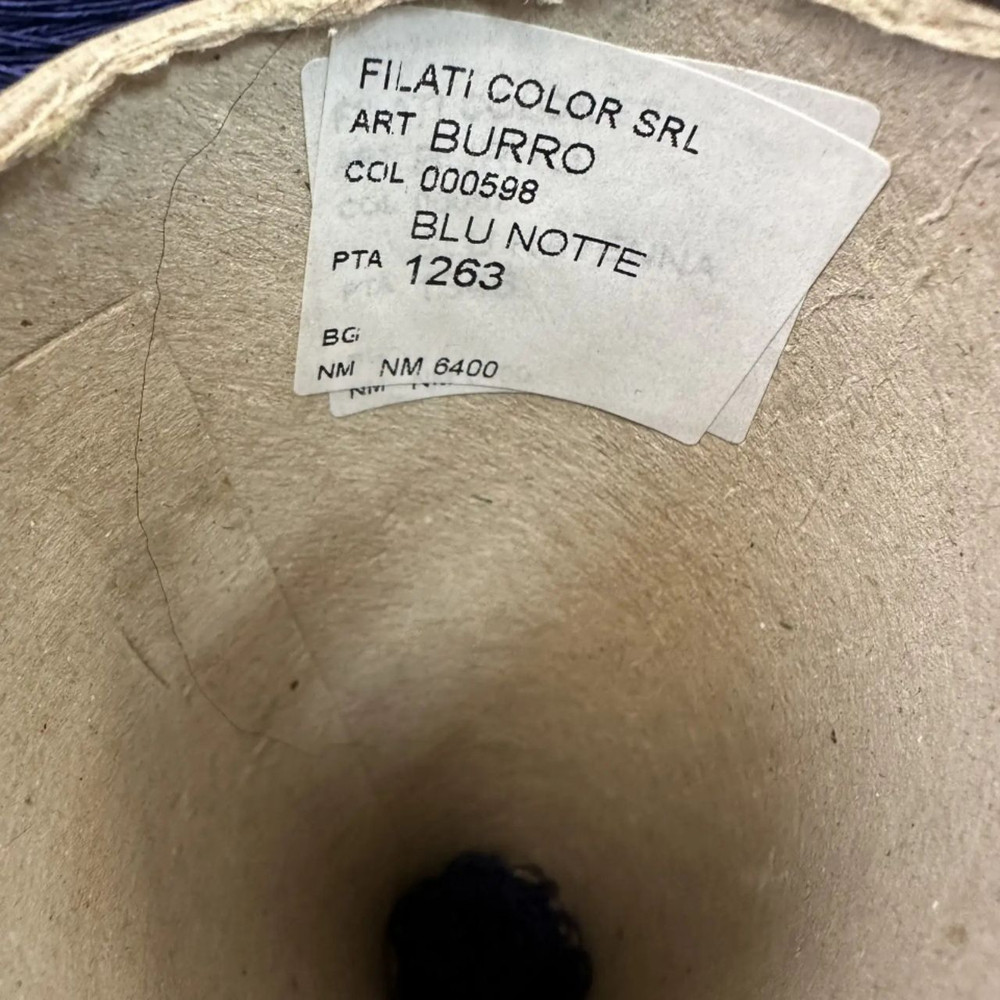 FILATI COLOR SRL
ART BURRO
COL 000598
BLU NOTTE
PTA 1263
BG
NM NM 6400